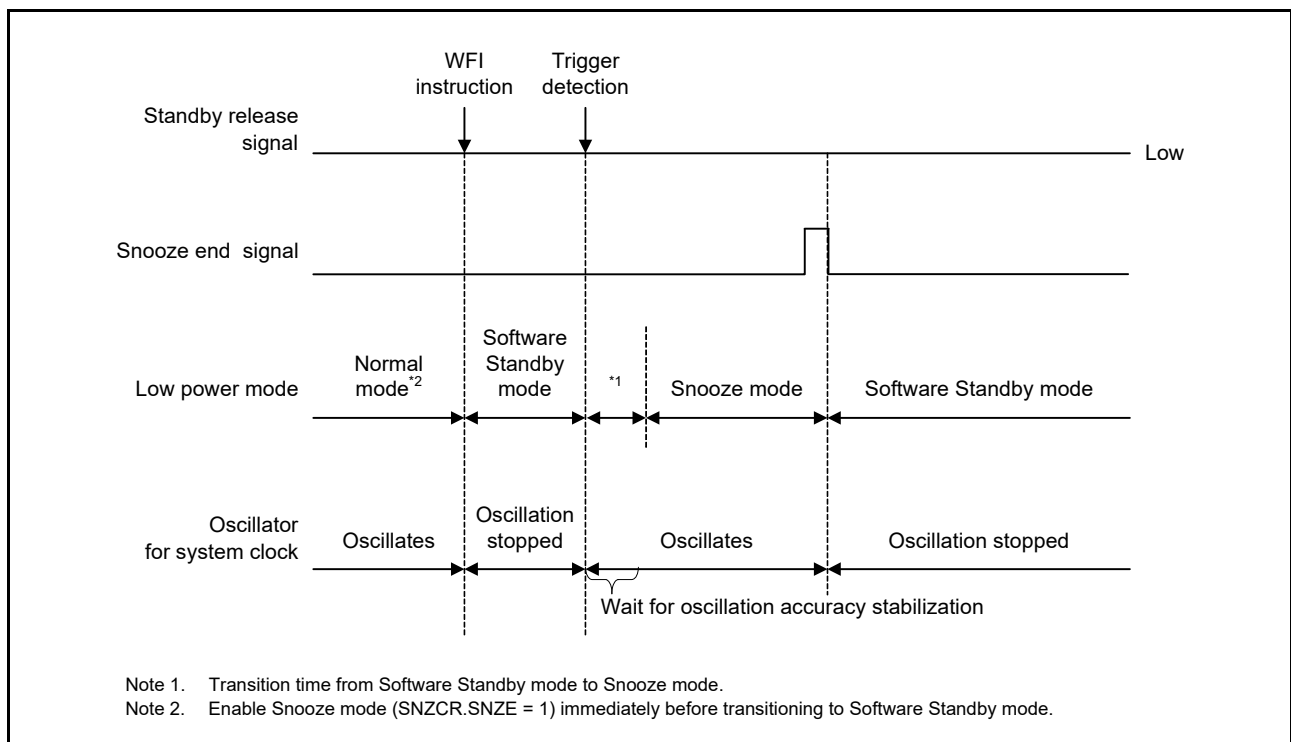 WFI
instruction
Trigger
detection
Standby release
signal
Low
Snooze end signal
Low power mode
Normal
mode*2
Software
Standby
mode
*1
Snooze mode
Software Standby mode
Oscillator
for system clock
Oscillates
Oscillation
stopped
Oscillates
Oscillation stopped
Wait for oscillation accuracy stabilization
Note 1. Transition time from Software Standby mode to Snooze mode.
Note 2. Enable Snooze mode (SNZCR.SNZE = 1) immediately before transitioning to Software Standby mode.